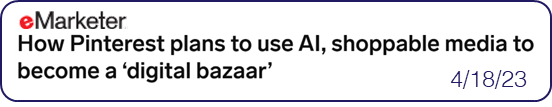 eMarketer
How Pinterest plans to use AI, shoppable media to
become a ‘digital bazaar’
4/18/23